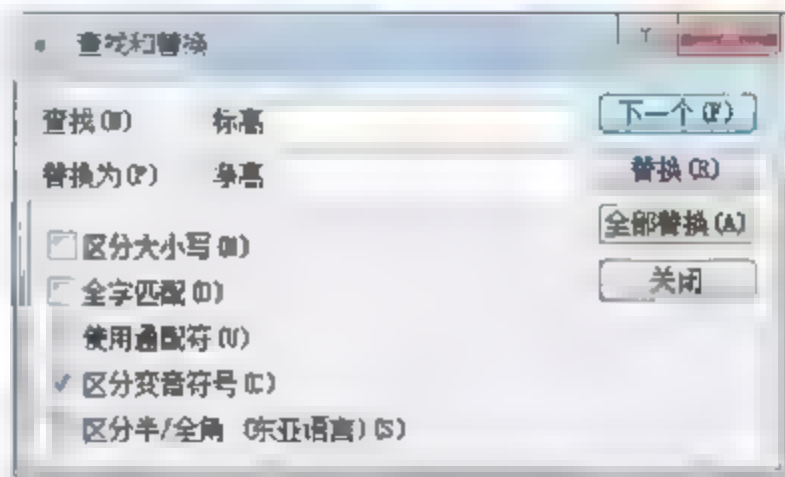 查找和替换
查找(N) 标高 下一个(F)
替换为(P) 高 替换(R)
全部替换(A)
区分大小写(M)
关闭
全字匹配(D)
使用通配符(V)
✓ 区分变音符号(C)
区分半/全角 (东亚语言)(S)